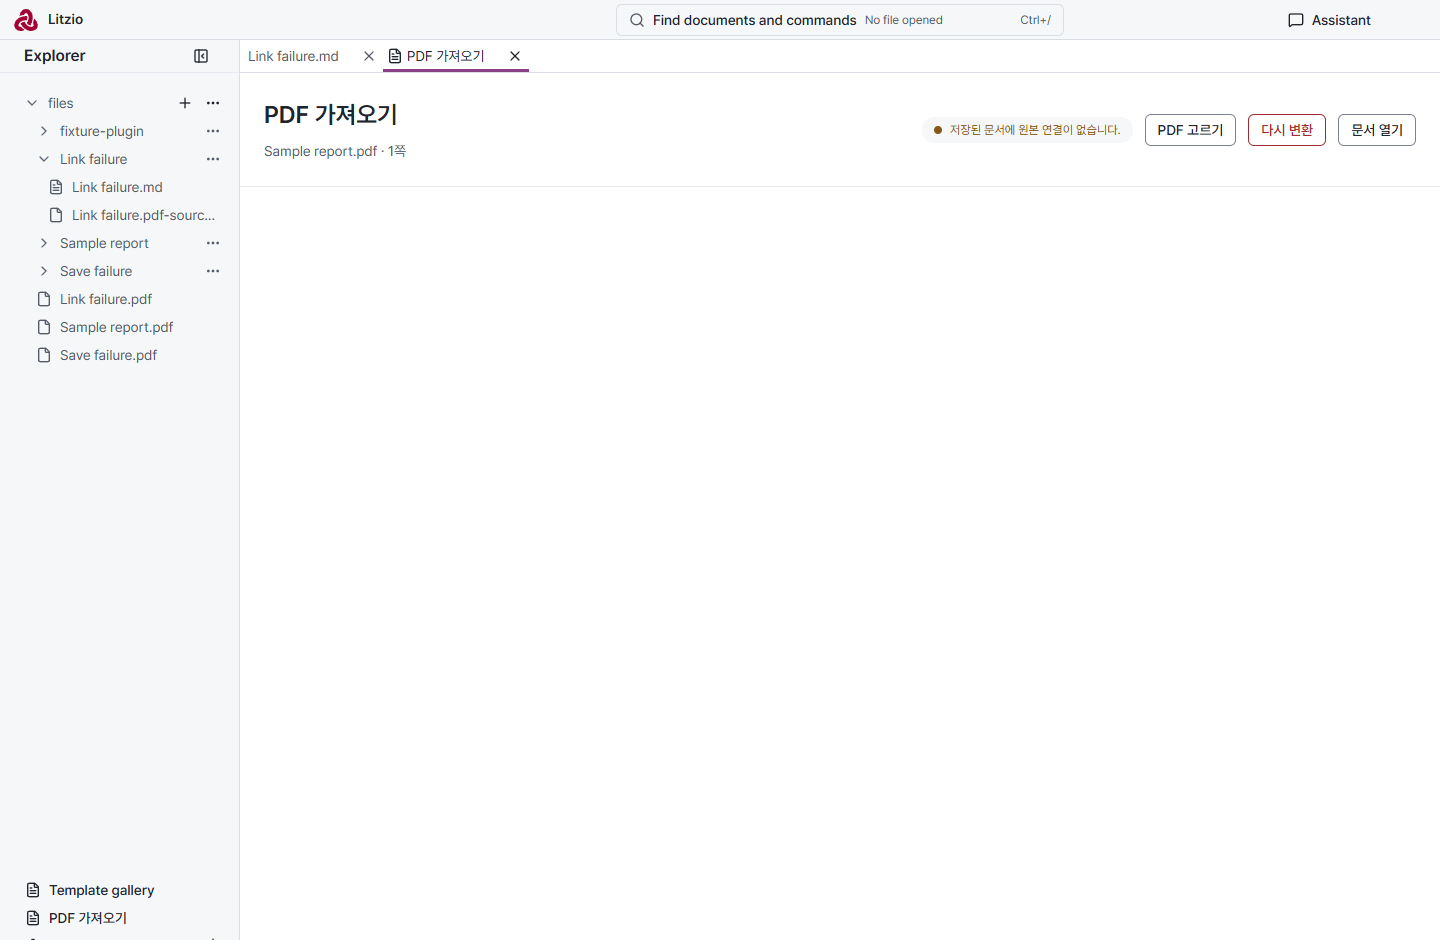 Litzio
Find documents and commands No file opened Ctrl+/
Assistant
Explorer
Link failure.md
PDF 가져오기
files
fixture-plugin
Link failure
Link failure.md
Link failure.pdf-sourc...
Sample report
Save failure
Link failure.pdf
Sample report.pdf
Save failure.pdf
Template gallery
PDF 가져오기
PDF 가져오기
Sample report.pdf · 1쪽
저장된 문서에 원본 연결이 없습니다.
PDF 고르기
다시 변환
문서 열기